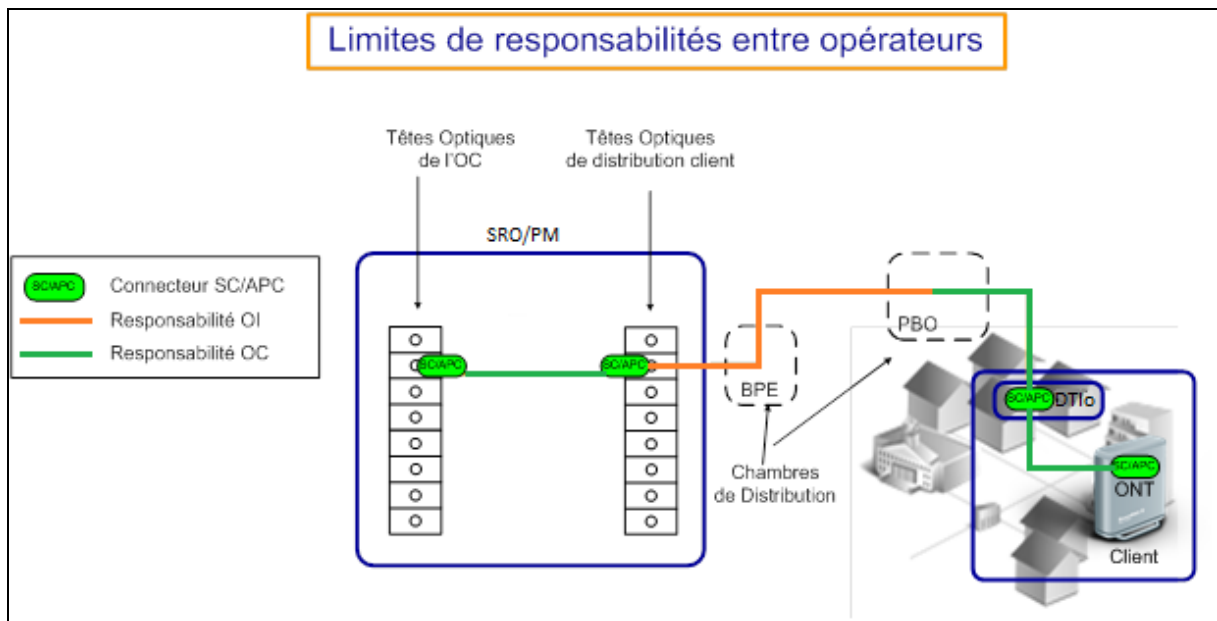 Limites de responsabilités entre opérateurs
Têtes Optiques
de l'OC
Têtes Optiques
de distribution client
SRO/PM
SC/APC
Connecteur SC/APC
Responsabilité OI
Responsabilité OC
SC/APC
SC/APC
BPE
PBO
Chambres
de Distribution
SC/APC
DTIo
SC/APC
ONT
Client